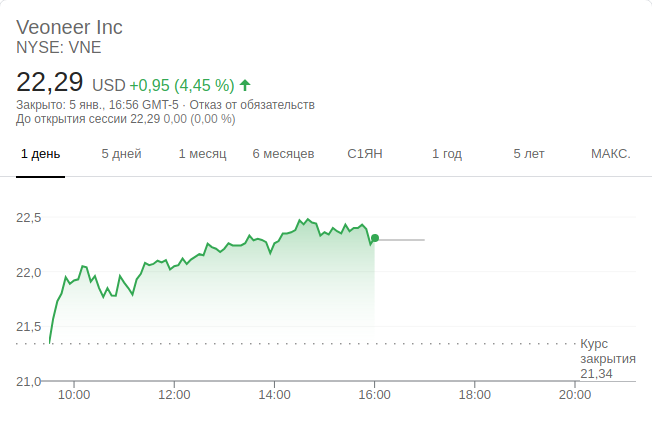 Veoneer Inc
NYSE: VNE
22,29 USD +0,95 (4,45 %)
Закрыто: 5 янв., 16:56 GMT-5 · Отказ от обязательств
До открытия сессии 22,29 0,00 (0,00 %)
1 день 5 дней 1 месяц 6 месяцев С1ЯН 1 год 5 лет МАКС.
22,5
22,0
21,5
Курс
закрытия
21,34
21,0
10:00 12:00 14:00 16:00 18:00 20:00